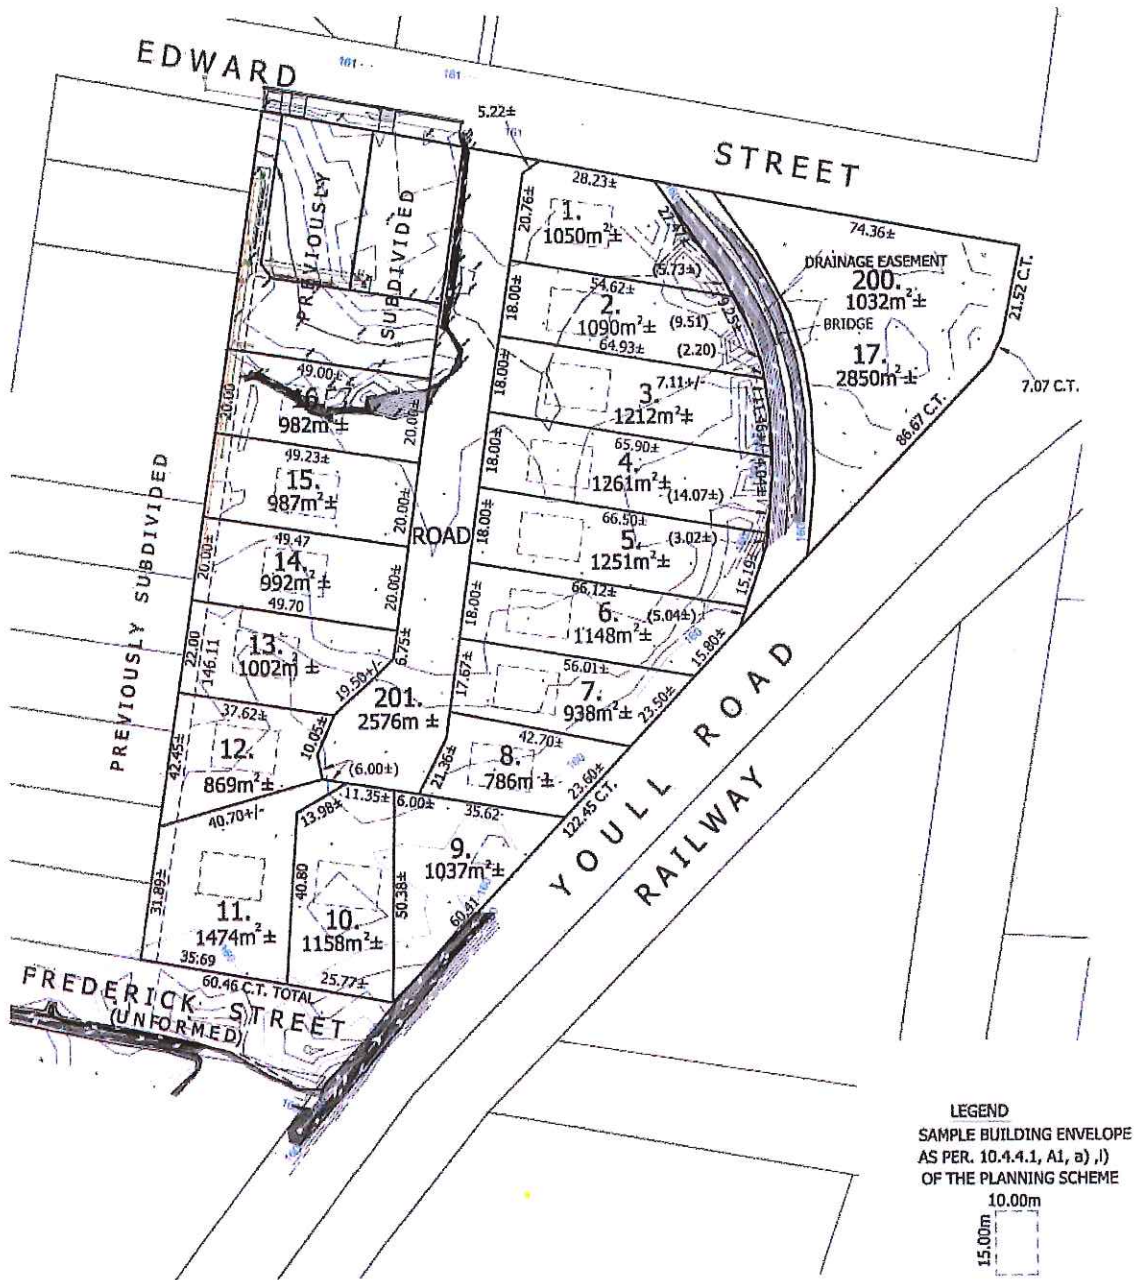 EDWARD
STREET
161
161
161
5.22±
28.23±
74.36±
20.76±
1.
1050m²±
(5.73±)
DRAINAGE EASEMENT
200.
1032m²±
BRIDGE
17.
2850m²±
21.52 C.T.
7.07 C.T.
86.67 C.T.
PREVIOUSLY
SUBDIVIDED
18.00±
54.62±
2.
1090m²±
(9.51)
64.93±
(2.20)
18.00±
3.
7.11+/-
1212m²±
49.00±
982m²±
20.00
20.00±
18.00±
65.90±
4.
1261m²±
(14.07±)
49.23±
15.
987m²±
20.00±
18.00±
66.50±
5.
(3.02±)
1251m²±
15.19±
ROAD
49.47
14.
992m²±
20.00±
20.00±
18.00±
66.12±
6.
(5.04±)
1148m²±
15.80±
160
49.70
13.
1002m ±
22.00
146.11
6.75±
19.50+/-
201.
2576m ±
17.67±
56.01±
7.
938m²±
23.50±
PREVIOUSLY SUBDIVIDED
37.62±
12.
869m²±
42.45±
10.05±
(6.00±)
21.36±
42.70±
8.
786m ±
160
23.60±
122.45 C.T.
40.70+/-
13.98±
11.35±
6.00±
35.62
9.
1037m²±
60.41
31.89±
11.
1474m²±
35.69
40.80
10.
1158m²±
50.38±
25.77±
60.46 C.T. TOTAL
FREDERICK STREET
(UNFORMED)
YOULL ROAD
RAILWAY
LEGEND
SAMPLE BUILDING ENVELOPE
AS PER. 10.4.4.1, A1, a) ,i)
OF THE PLANNING SCHEME
10.00m
15.00m